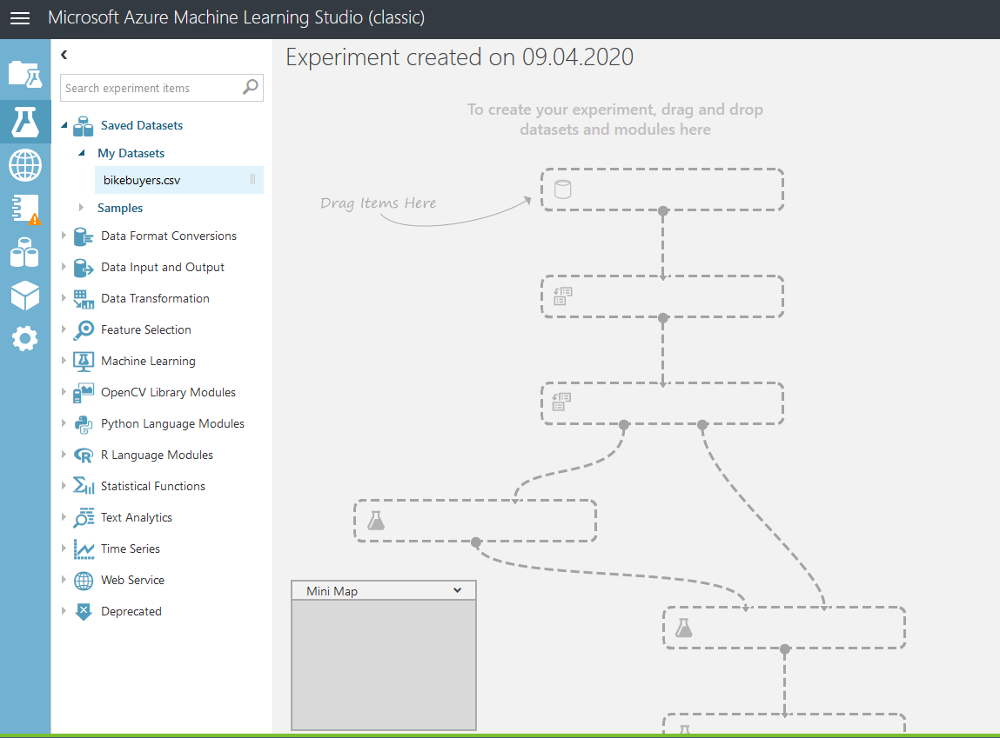 Microsoft Azure Machine Learning Studio (classic)
Experiment created on 09.04.2020
Search experiment items
Saved Datasets
My Datasets
bikebuyers.csv
Samples
Data Format Conversions
Data Input and Output
Data Transformation
Feature Selection
Machine Learning
OpenCV Library Modules
Python Language Modules
R Language Modules
Statistical Functions
Text Analytics
Time Series
Web Service
Deprecated
To create your experiment, drag and drop
datasets and modules here
Drag Items Here
Mini Map